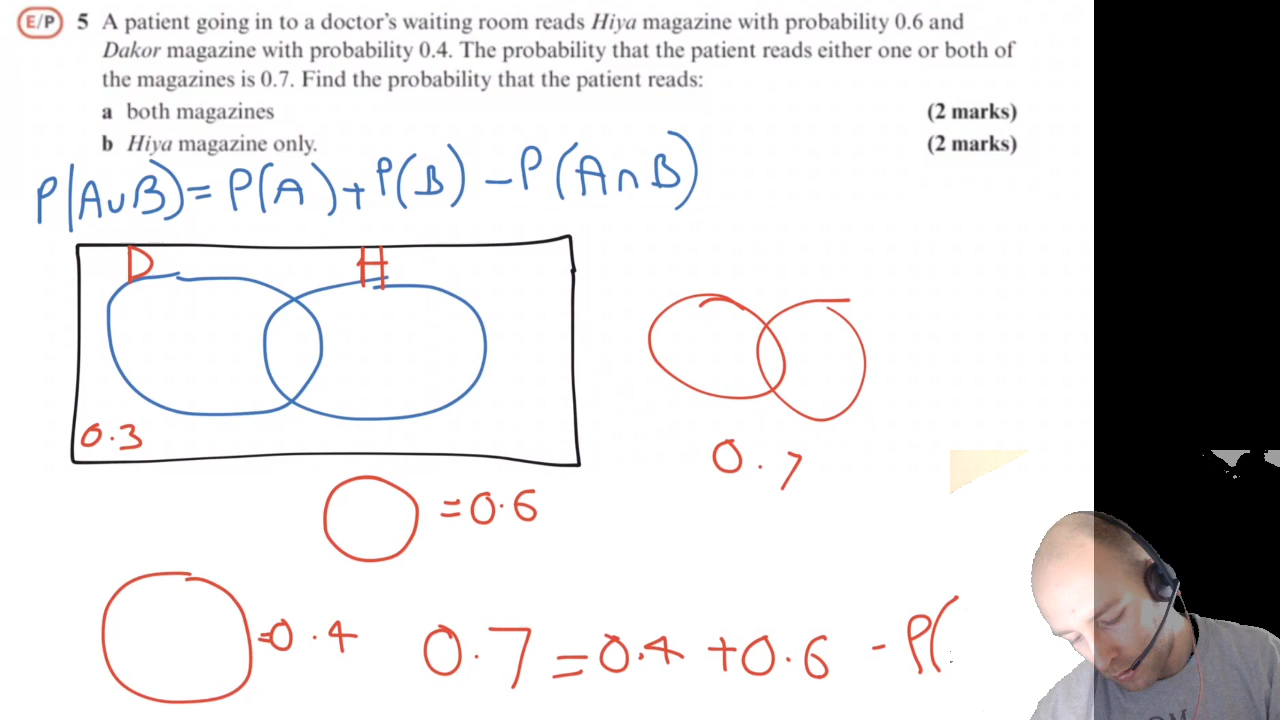 E/P 5 A patient going in to a doctor's waiting room reads Hiya magazine with probability 0.6 and
Dakor magazine with probability 0.4. The probability that the patient reads either one or both of
the magazines is 0.7. Find the probability that the patient reads:
a both magazines (2 marks)
b Hiya magazine only. (2 marks)
P(A∪B)=P(A)+P(B)-P(A∩B)
D H
0.3
0.7
=0.6
=0.4
0.7=0.4+0.6-P(